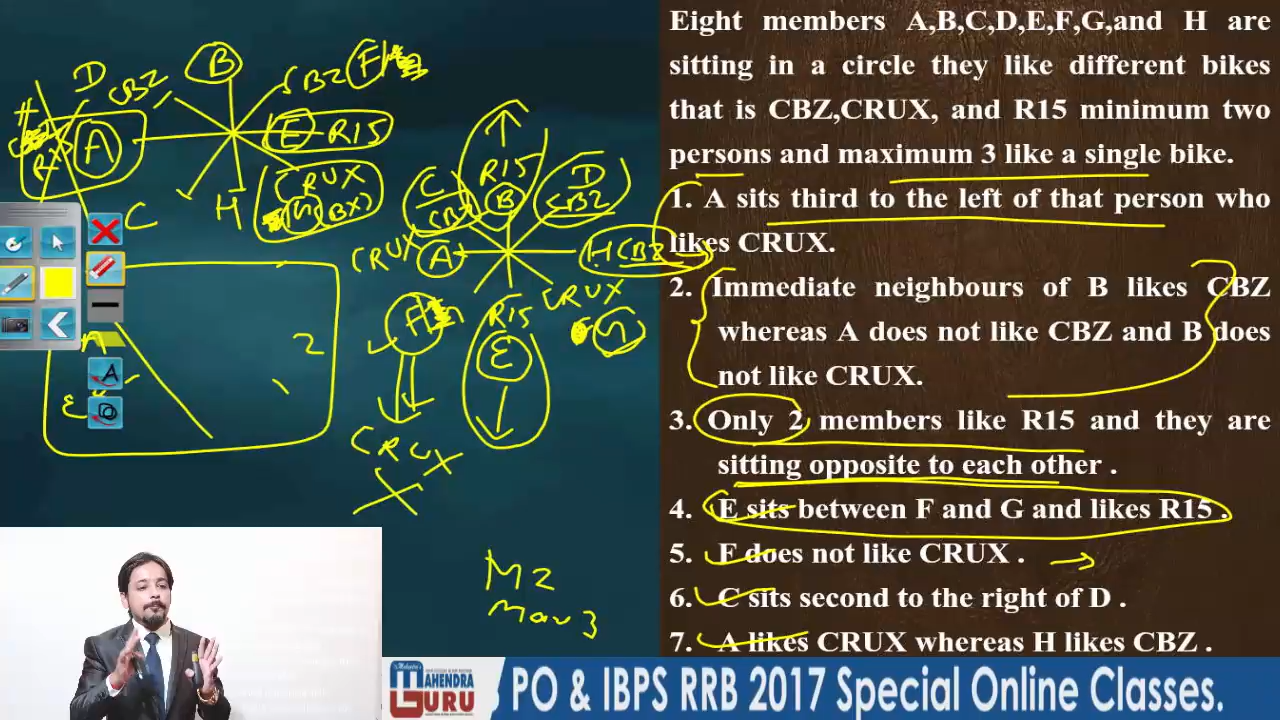 Eight members A,B,C,D,E,F,G,and H are
sitting in a circle they like different bikes
that is CBZ,CRUX, and R15 minimum two
persons and maximum 3 like a single bike.
1. A sits third to the left of that person who
likes CRUX.
2. Immediate neighbours of B likes CBZ
whereas A does not like CBZ and B does
not like CRUX.
3. Only 2 members like R15 and they are
sitting opposite to each other .
4. E sits between F and G and likes R15 .
5. F does not like CRUX .
6. C sits second to the right of D .
7. A likes CRUX whereas H likes CBZ .
D
B
A
E R15
CRUX
H
C
2
R15
B
C
D
CRUX A
H CBZ
R15
E
CRUX
CRUX
M2
Max 3
MAHENDRA
GURU
PO & IBPS RRB 2017 Special Online Classes.